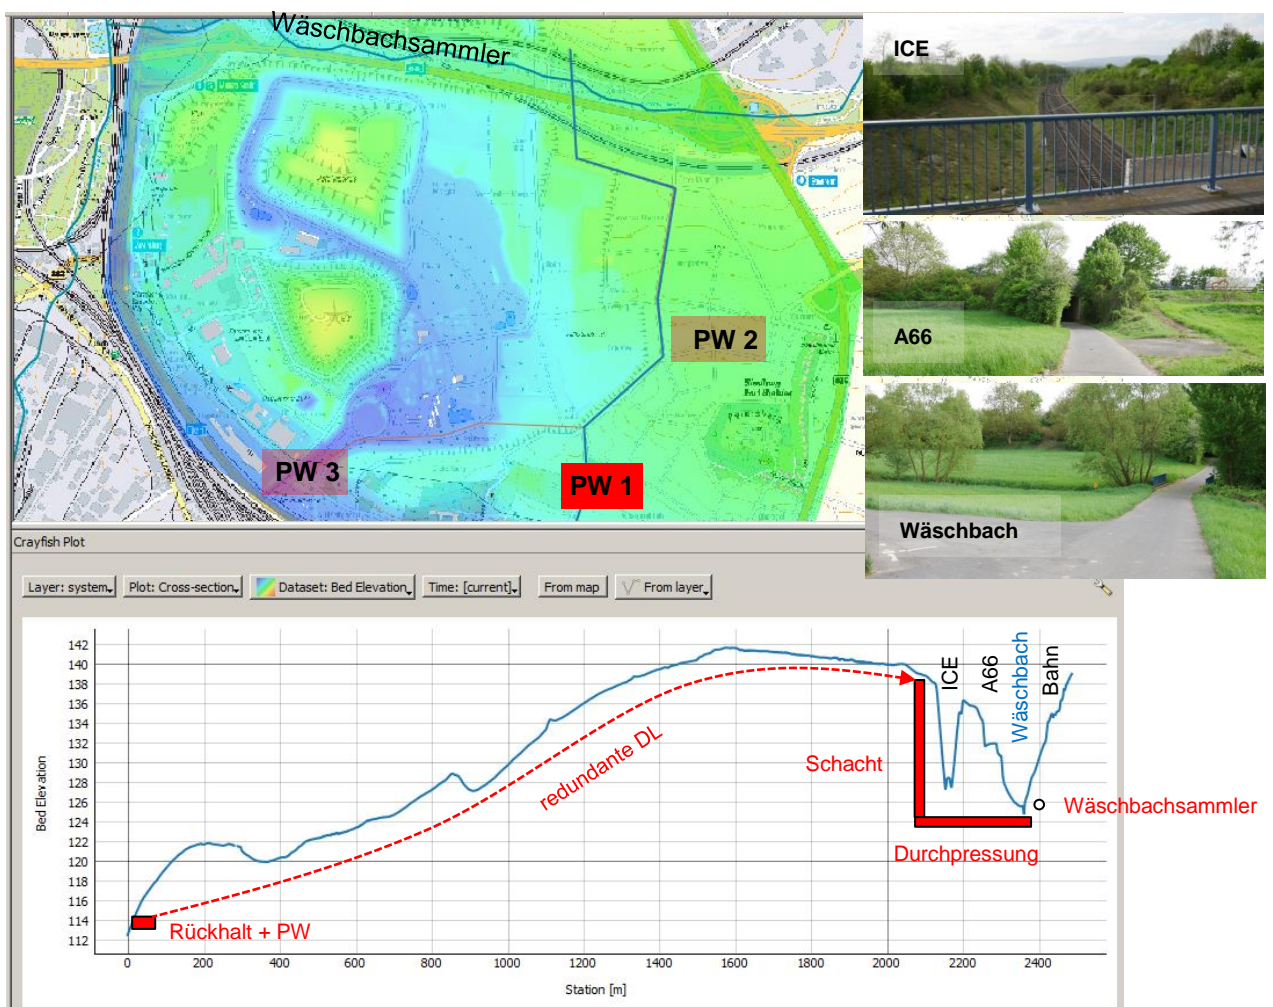 Wäschbachsammler
ICE
A66
PW 2
PW 3
PW 1
Wäschbach
Crayfish Plot
Layer: system
Plot: Cross-section
Dataset: Bed Elevation
Time: [current]
From map
From layer
142
140
138
136
134
132
130
128
126
124
122
120
118
116
114
112
Bed Elevation
0
200
400
600
800
1000
1200
1400
1600
1800
2000
2200
2400
Station [m]
redundante DL
Rückhalt + PW
Schacht
Durchpressung
Wäschbachsammler
ICE
A66
Wäschbach
Bahn